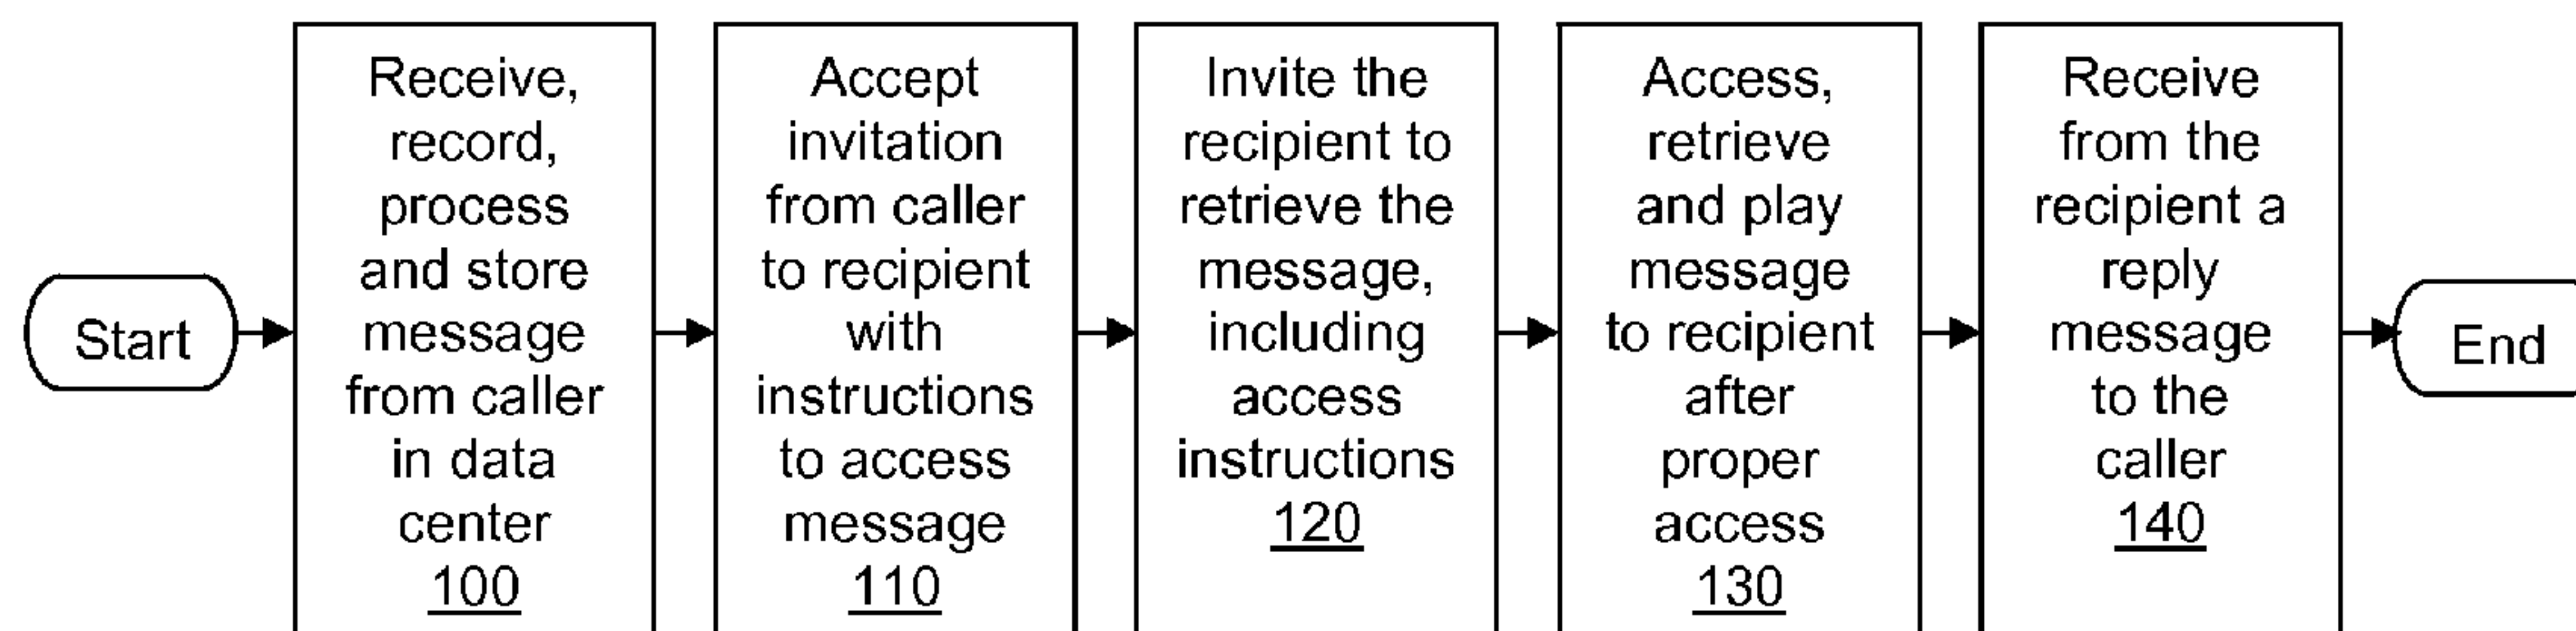 Start
Receive,
record,
process
and store
message
from caller
in data
center
100
Accept
invitation
from caller
to recipient
with
instructions
to access
message
110
Invite the
recipient to
retrieve the
message,
including
access
instructions
120
Access,
retrieve
and play
message
to recipient
after
proper
access
130
Receive
from the
recipient a
reply
message
to the
caller
140
End